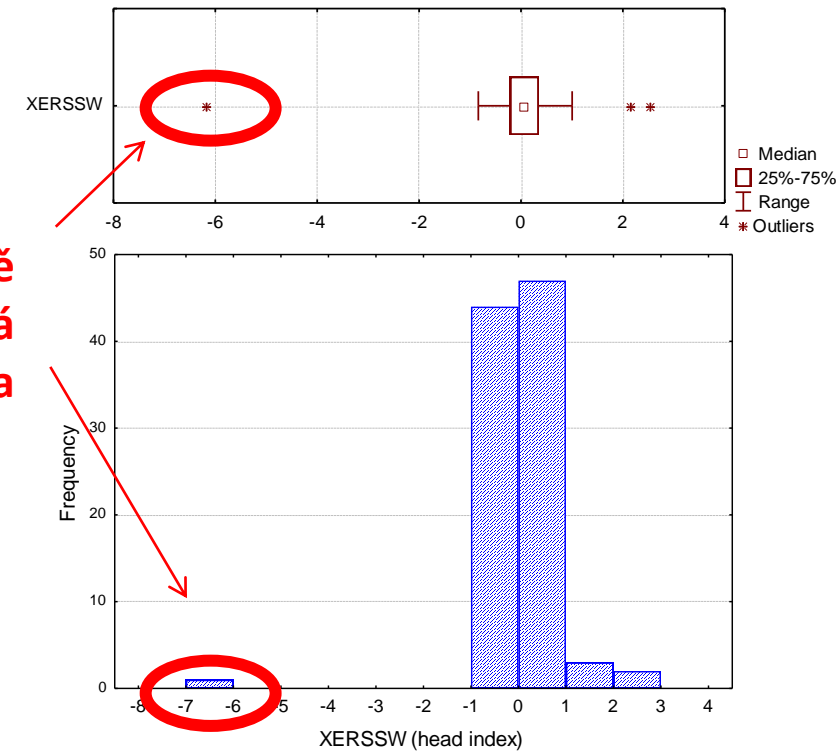 XERSSW
-8 -6 -4 -2 0 2 4
Median
25%-75%
Range
Outliers
ě
á
a
50
40
30
20
10
0
Frequency
-8 -7 -6 -5 -4 -3 -2 -1 0 1 2 3 4
XERSSW (head index)